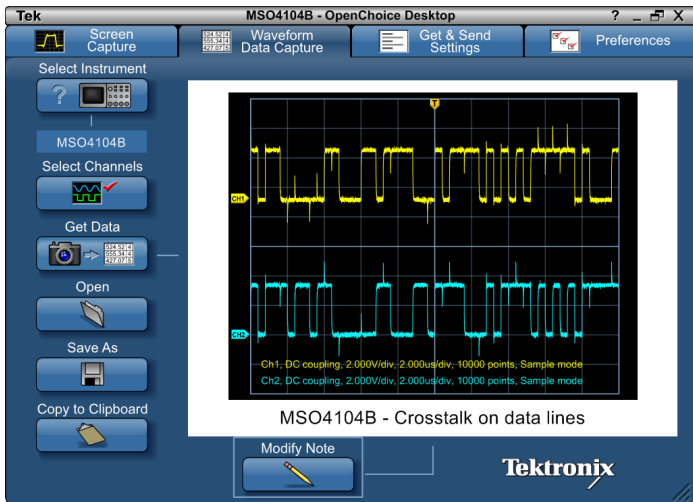 Tek
MSO4104B - OpenChoice Desktop
? _ X
Screen Capture
Waveform Data Capture
Get & Send Settings
Preferences
Select Instrument
?
MSO4104B
Select Channels
Get Data
Open
Save As
Copy to Clipboard
T
CH1
CH2
Ch1, DC coupling, 2.000V/div, 2.000us/div, 10000 points, Sample mode
Ch2, DC coupling, 2.000V/div, 2.000us/div, 10000 points, Sample mode
MSO4104B - Crosstalk on data lines
Modify Note
Tektronix